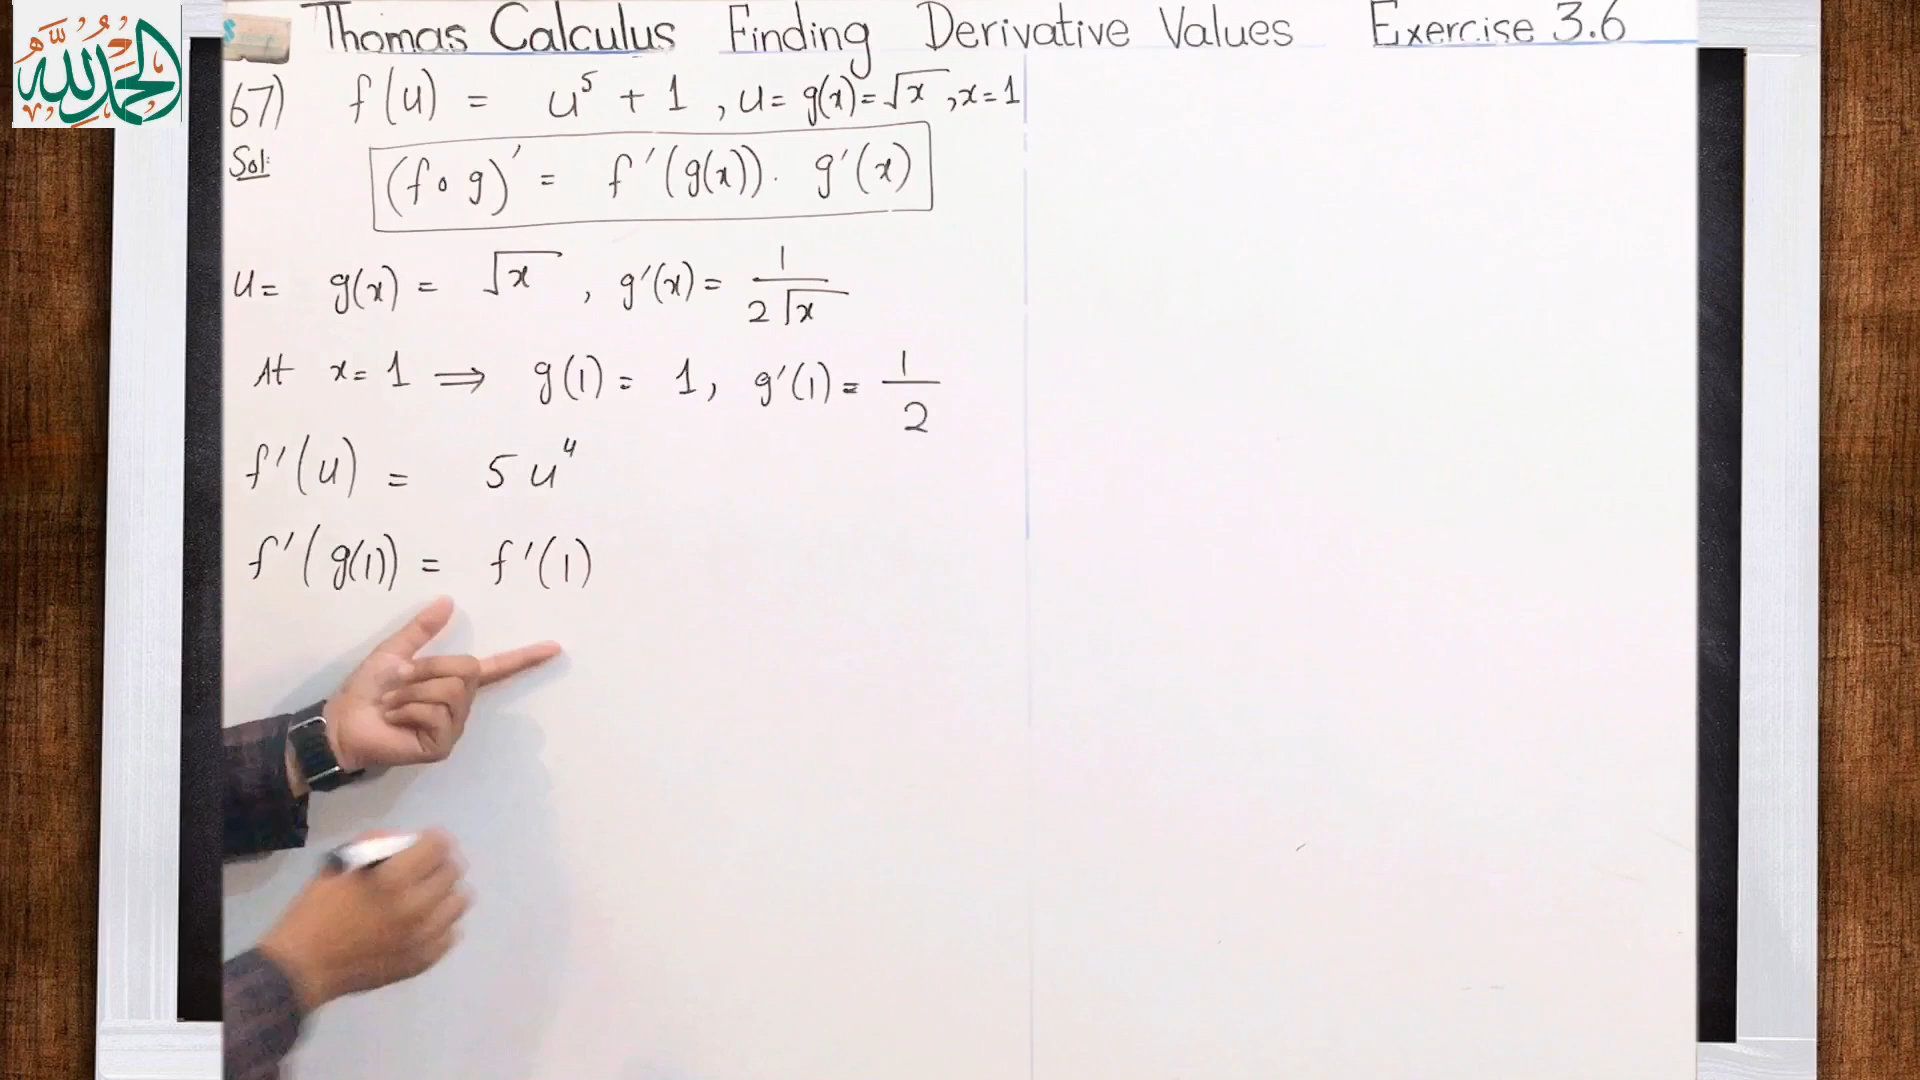 الحمد لله
Thomas Calculus Finding Derivative Values Exercise 3.6
67) f(u) = u⁵ + 1 , u = g(x) = √x , x = 1
Sol:
(f∘g)′ = f′(g(x)) · g′(x)
u = g(x) = √x , g′(x) = 1/(2√x)
At x = 1 ⟹ g(1) = 1, g′(1) = 1/2
f′(u) = 5u⁴
f′(g(1)) = f′(1)